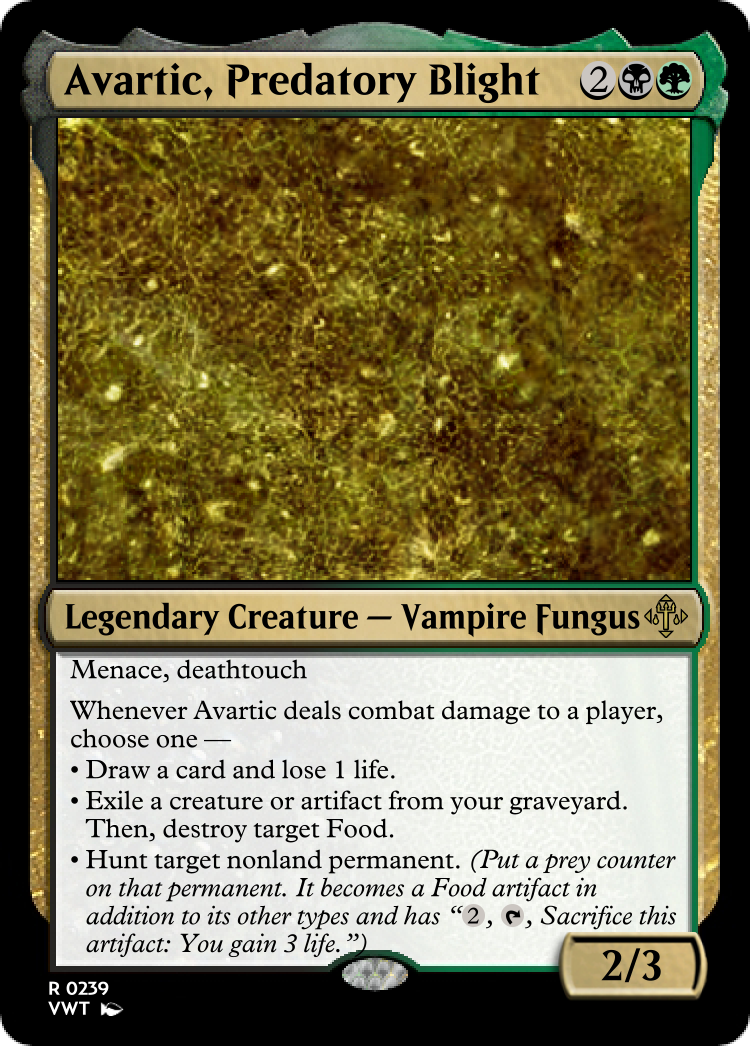 Avartic, Predatory Blight 2
Legendary Creature — Vampire Fungus
Menace, deathtouch
Whenever Avartic deals combat damage to a player,
choose one —
• Draw a card and lose 1 life.
• Exile a creature or artifact from your graveyard.
Then, destroy target Food.
• Hunt target nonland permanent. (Put a prey counter
on that permanent. It becomes a Food artifact in
addition to its other types and has “2, , Sacrifice this
artifact: You gain 3 life.”)
2/3
R 0239
VWT